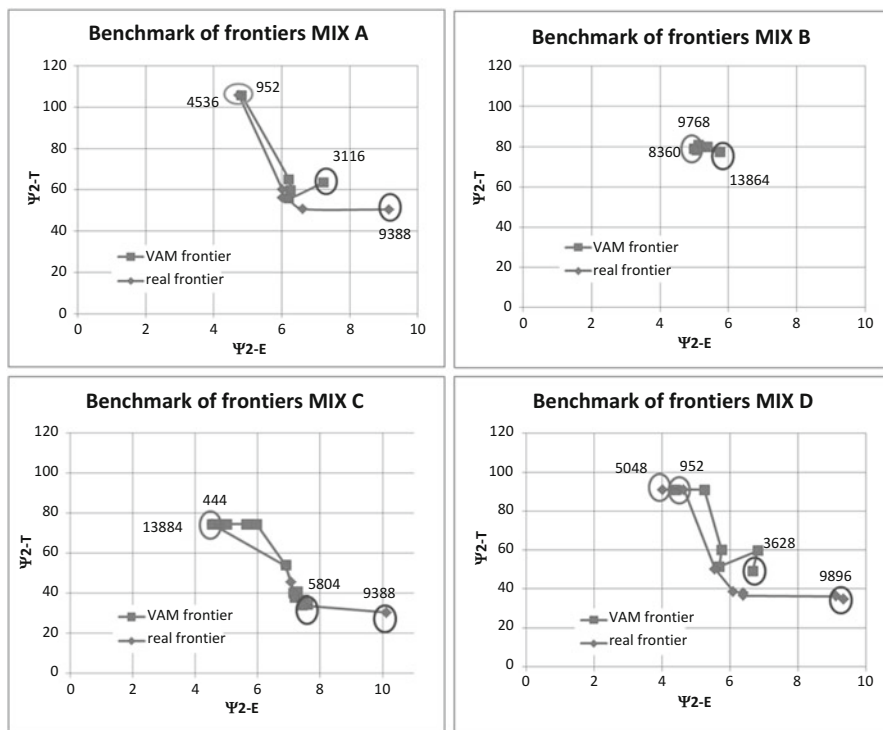 Benchmark of frontiers MIX A
120
100
80
60
40
20
0
Ψ2-T
4536
952
3116
9388
VAM frontier
real frontier
0 2 4 6 8 10
Ψ2-E
Benchmark of frontiers MIX B
120
100
80
60
40
20
0
Ψ2-T
9768
8360
13864
VAM frontier
real frontier
0 2 4 6 8 10
Ψ2-E
Benchmark of frontiers MIX C
120
100
80
60
40
20
0
Ψ2-T
444
13884
5804
9388
VAM frontier
real frontier
0 2 4 6 8 10
Ψ2-E
Benchmark of frontiers MIX D
120
100
80
60
40
20
0
Ψ2-T
5048
952
3628
9896
VAM frontier
real frontier
0 2 4 6 8 10
Ψ2-E